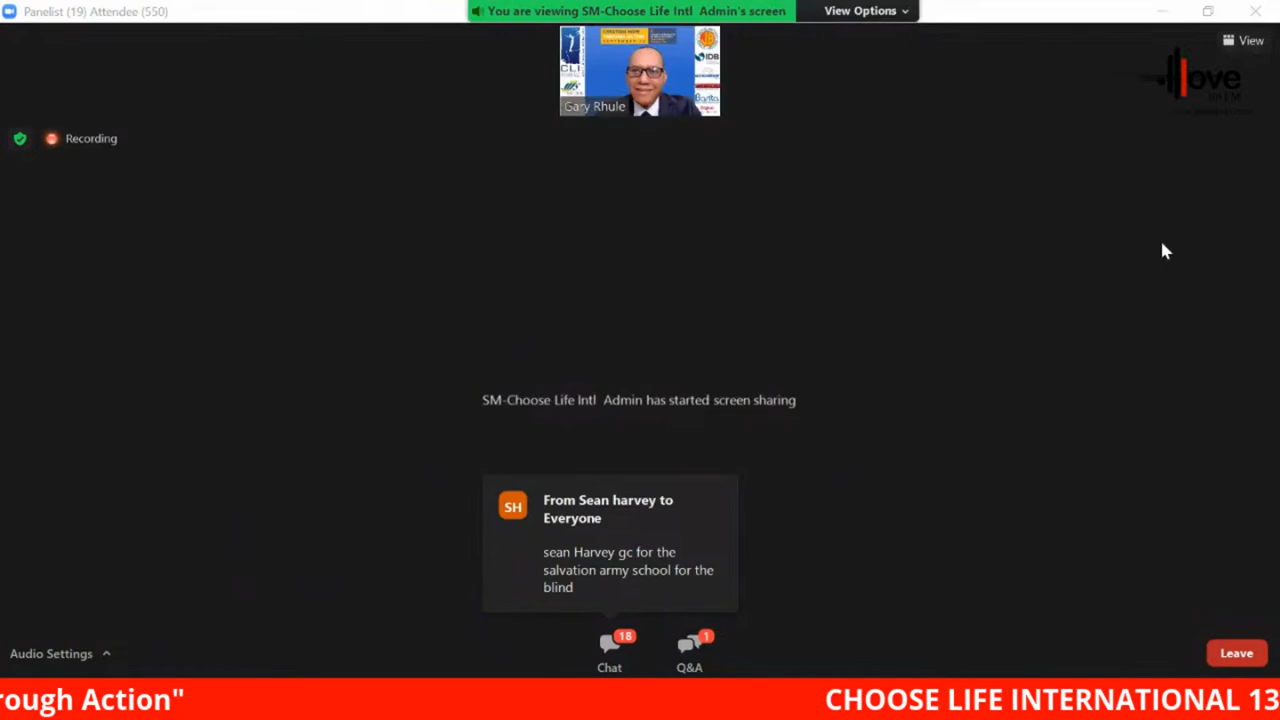 Panelist (19) Attendee (550)
You are viewing SM-Choose Life Intl Admin's screen
View Options
View
love
CLI
IDB
Gary Rhule
Recording
SM-Choose Life Intl Admin has started screen sharing
SH
From Sean harvey to
Everyone
sean Harvey gc for the
salvation army school for the
blind
18
1
Audio Settings
Chat
Q&A
Leave
rough Action"
CHOOSE LIFE INTERNATIONAL 13